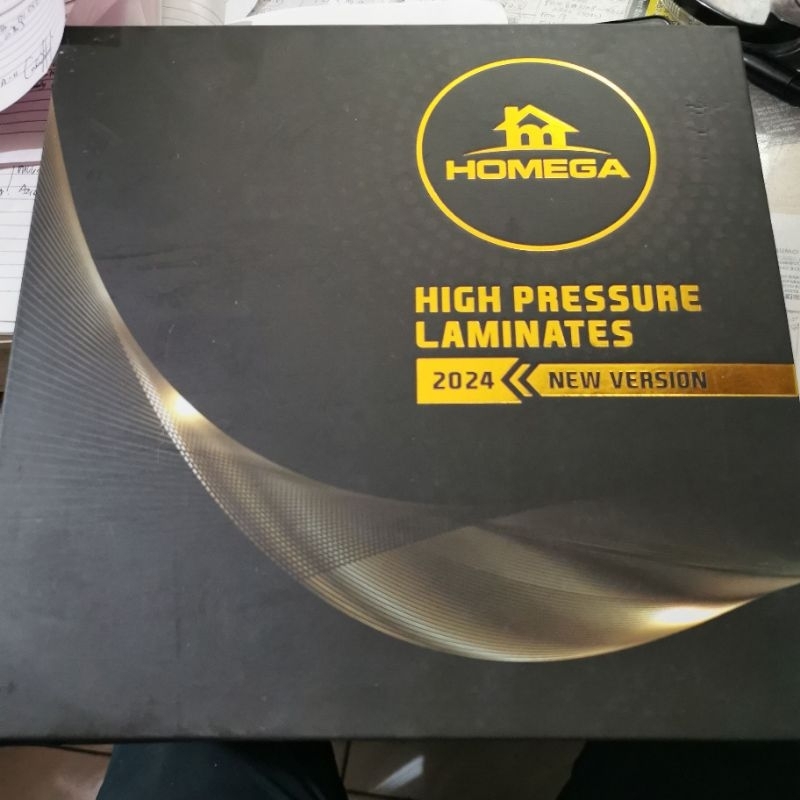 HOMEGA
HIGH PRESSURE
LAMINATES
2024 NEW VERSION